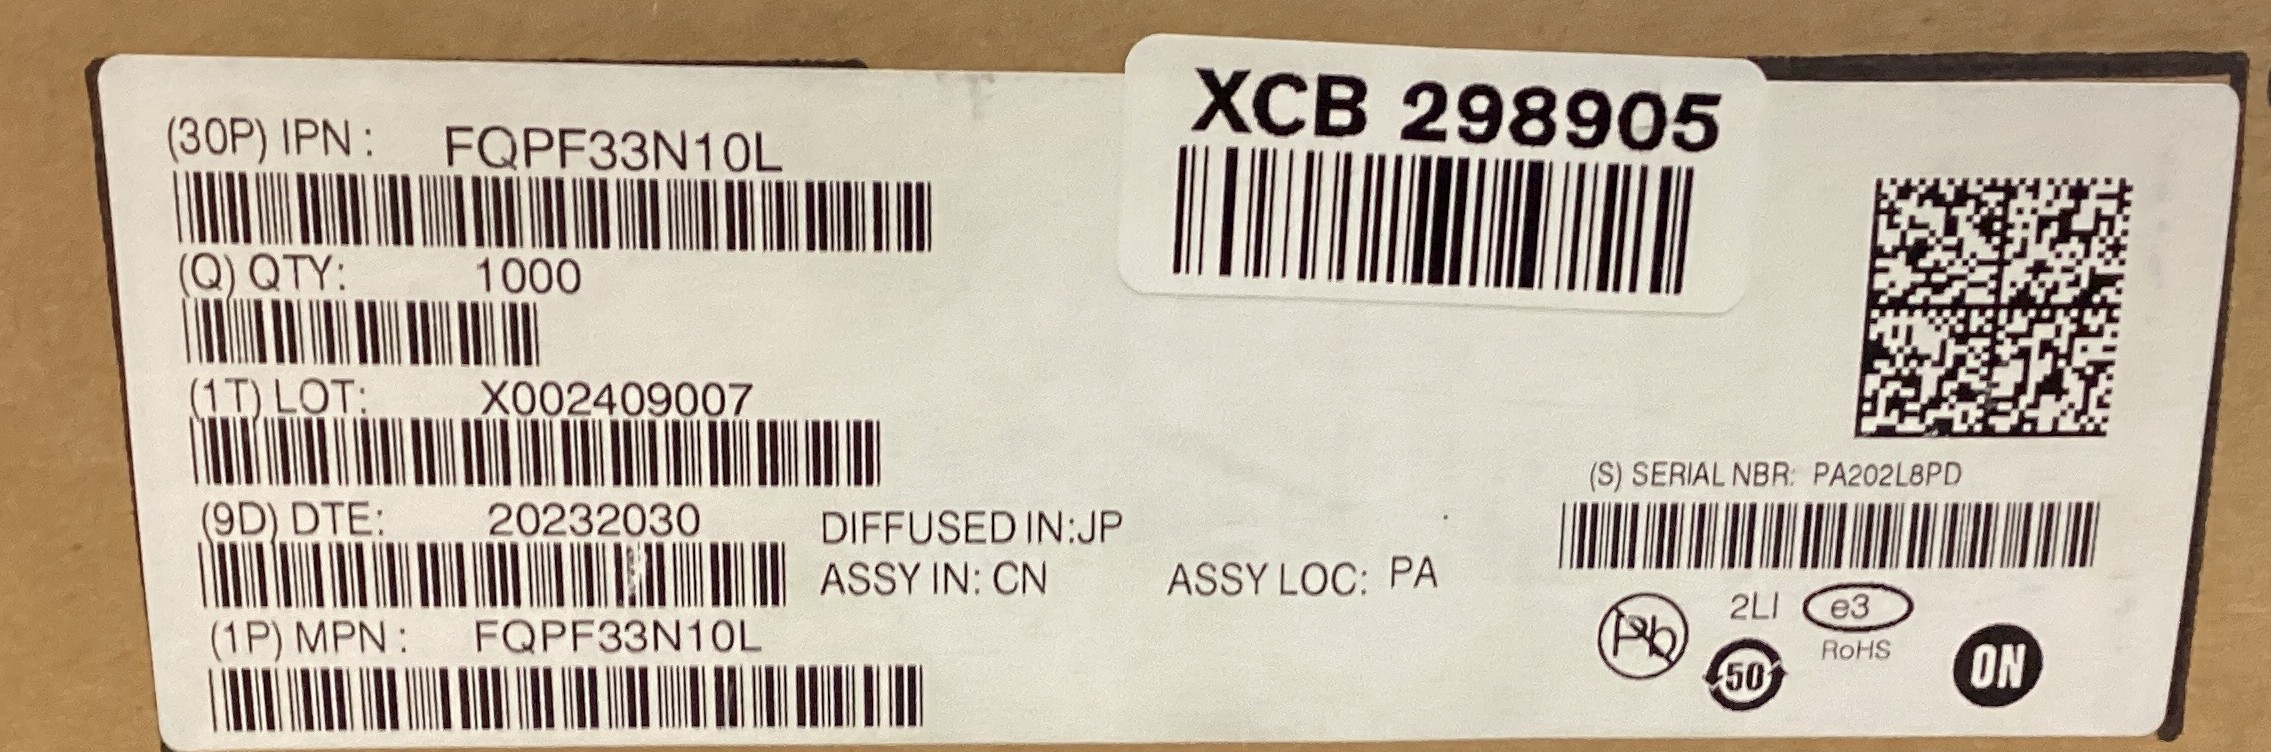 XCB 298905
(30P) IPN : FQPF33N10L
(Q) QTY: 1000
(1T) LOT: X002409007
(9D) DTE: 20232030
DIFFUSED IN:JP
ASSY IN: CN
ASSY LOC: PA
(1P) MPN : FQPF33N10L
(S) SERIAL NBR: PA202L8PD
Pb
2LI
e3
RoHS
50
ON